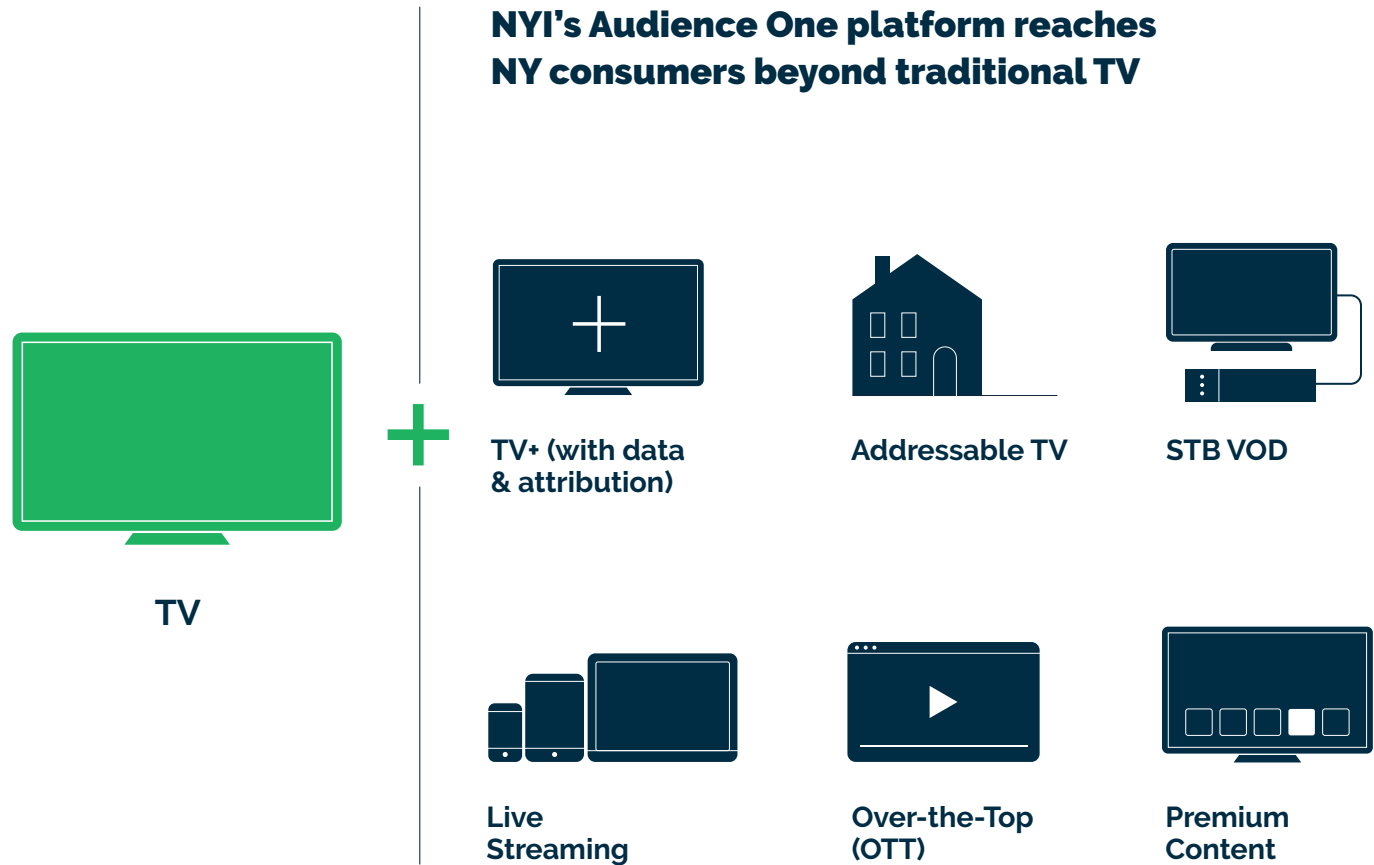 NYI’s Audience One platform reaches
NY consumers beyond traditional TV
TV
TV+ (with data
& attribution)
Addressable TV
STB VOD
Live
Streaming
Over-the-Top
(OTT)
Premium
Content